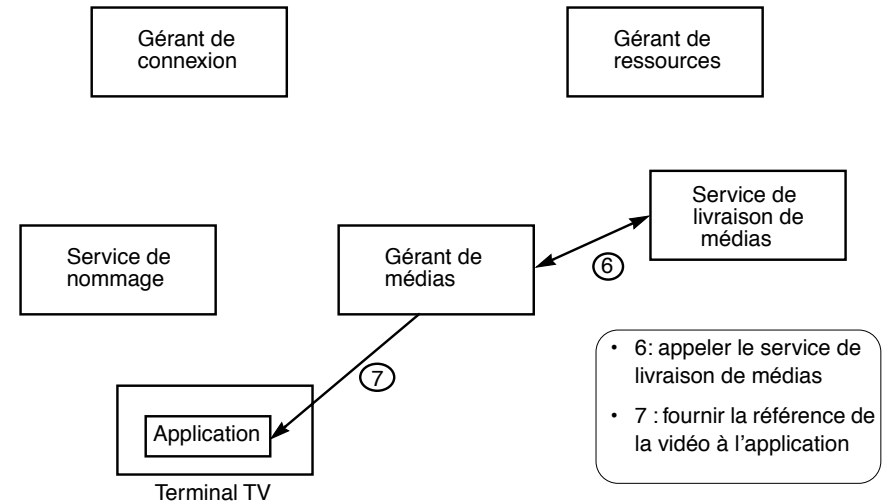 Gérant de
connexion
Gérant de
ressources
Service de
livraison de
médias
Service de
nommage
Gérant de
médias
6
7
Application
Terminal TV
• 6: appeler le service de
livraison de médias
• 7 : fournir la référence de
la vidéo à l'application